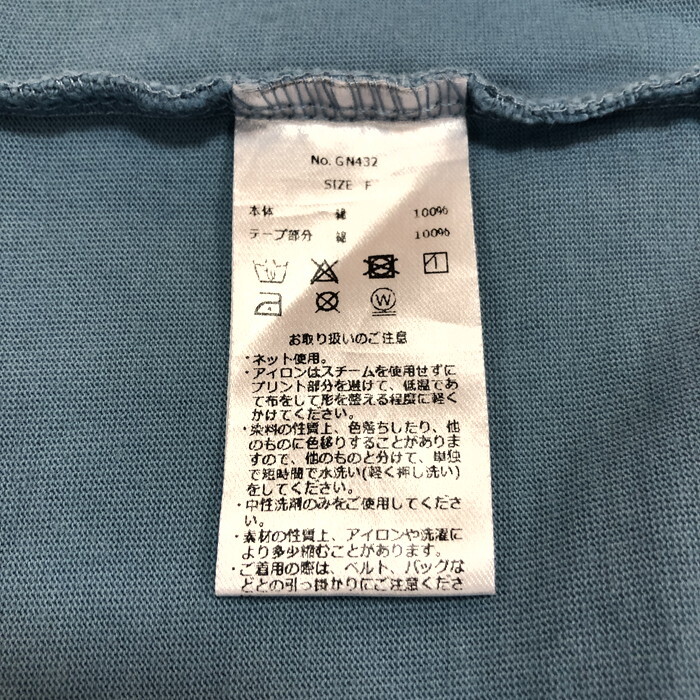 No. GN432
SIZE F
本体 綿 100%
テープ部分 綿 100%
W
お取り扱いのご注意
・ネット使用。
・アイロンはスチームを使用せずに
プリント部分を避けて、低温であ
て布をして形を整える程度に軽く
かけてください。
・染料の性質上、色落ちしたり、他
のものに色移りすることがありま
すので、他のものと分けて、単独
で短時間で水洗い(軽く押し洗い)
をしてください。
・中性洗剤のみをご使用してくださ
い。
・素材の性質上、アイロンや洗濯に
より多少縮むことがあります。
・ご着用の際は、ベルト、バッグな
どとの引っ掛かりにご注意くださ